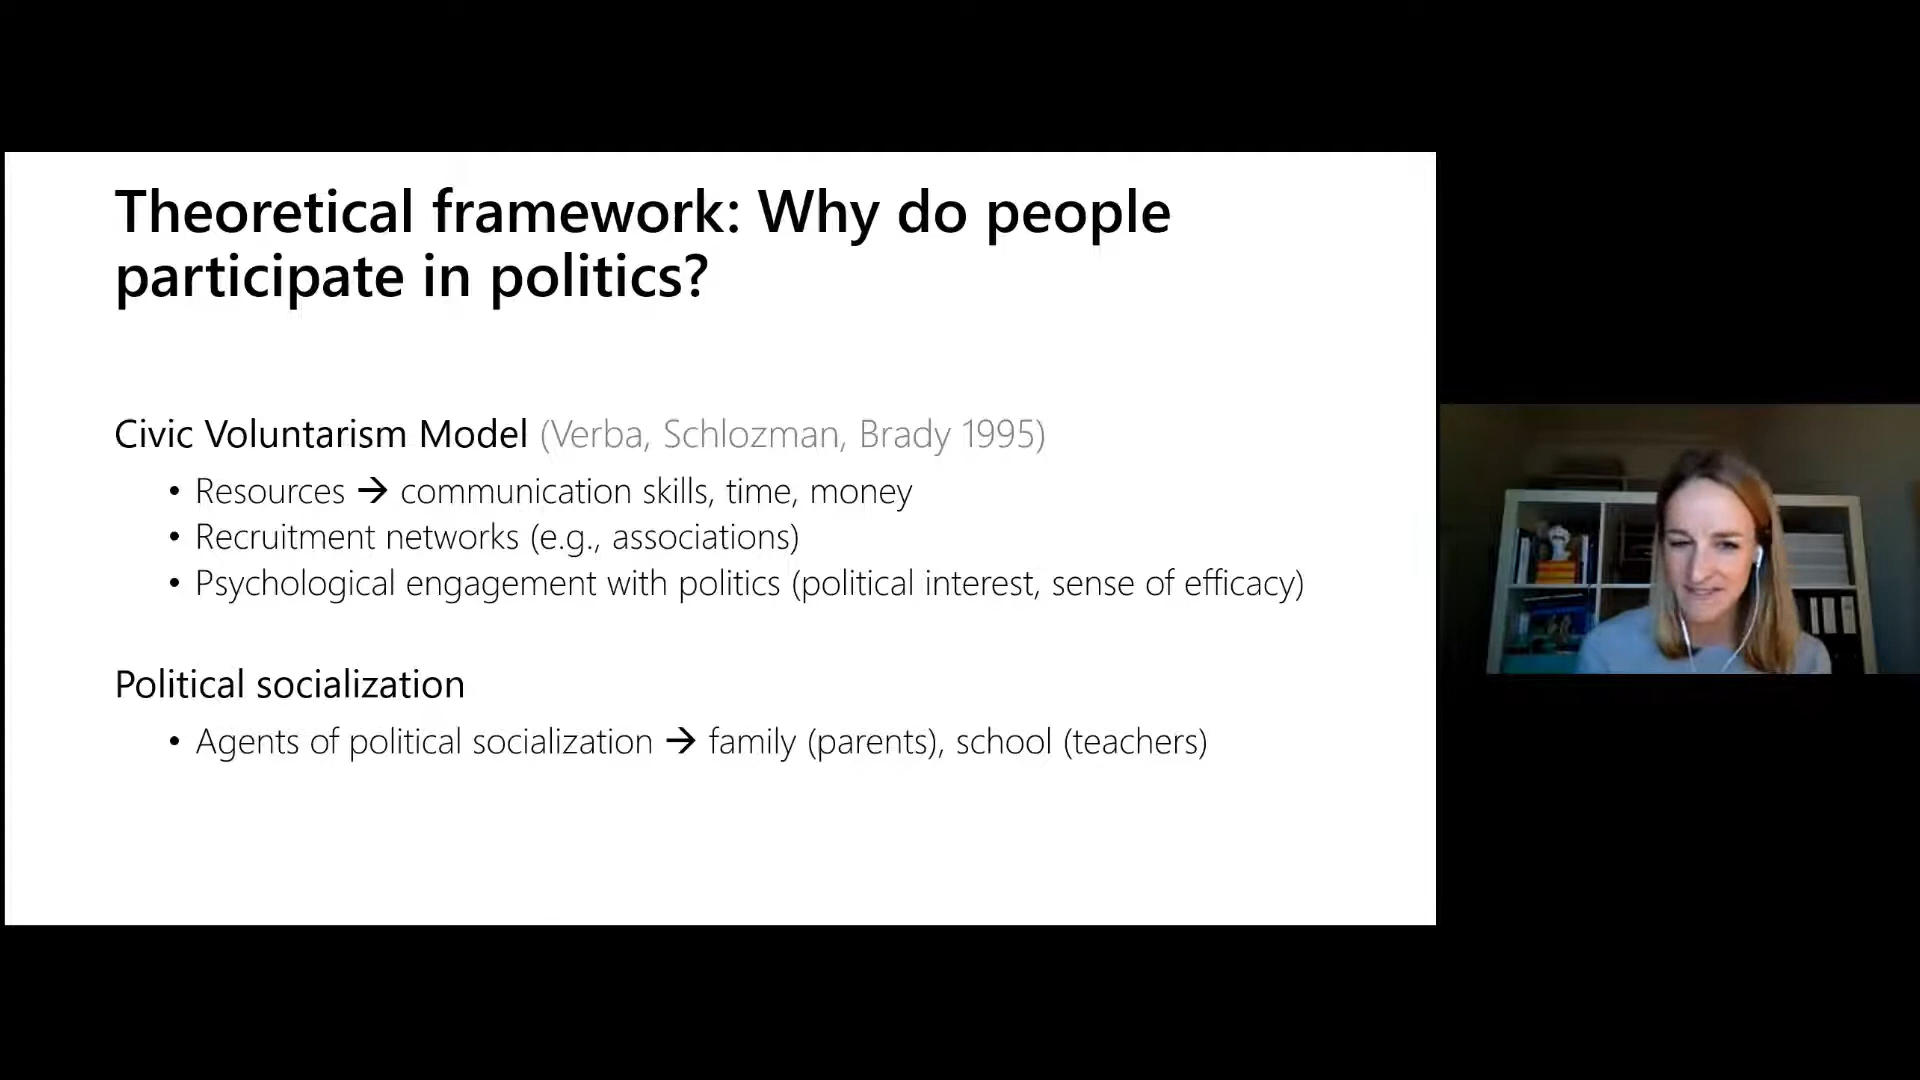 Theoretical framework: Why do people
participate in politics?
Civic Voluntarism Model (Verba, Schlozman, Brady 1995)
• Resources → communication skills, time, money
• Recruitment networks (e.g., associations)
• Psychological engagement with politics (political interest, sense of efficacy)
Political socialization
• Agents of political socialization → family (parents), school (teachers)